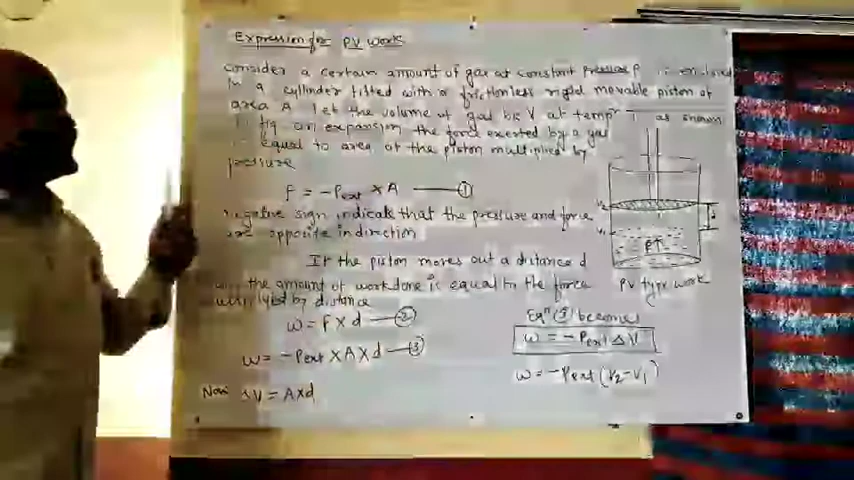 Expression for PV work
Consider a certain amount of gas at constant pressure P is enclosed
in a cylinder fitted with a frictionless rigid movable piston of
area A let the volume of gas be V at temp T as shown
in fig on expansion the force exerted by a gas
is equal to area of the piston multiplied by
pressure
f = -Pext × A —— ①
negative sign indicate that the pressure and force
are opposite in direction
If the piston moves out a distance d
the amount of work done is equal to the force
multiplied by distance
w = f × d — ②
w = -Pext × A × d — ③
Now ΔV = A×d
V2
V1
d
P↑
PV type work
Eqn ③ becomes
w = -Pext ΔV
w = -Pext (V2-V1)